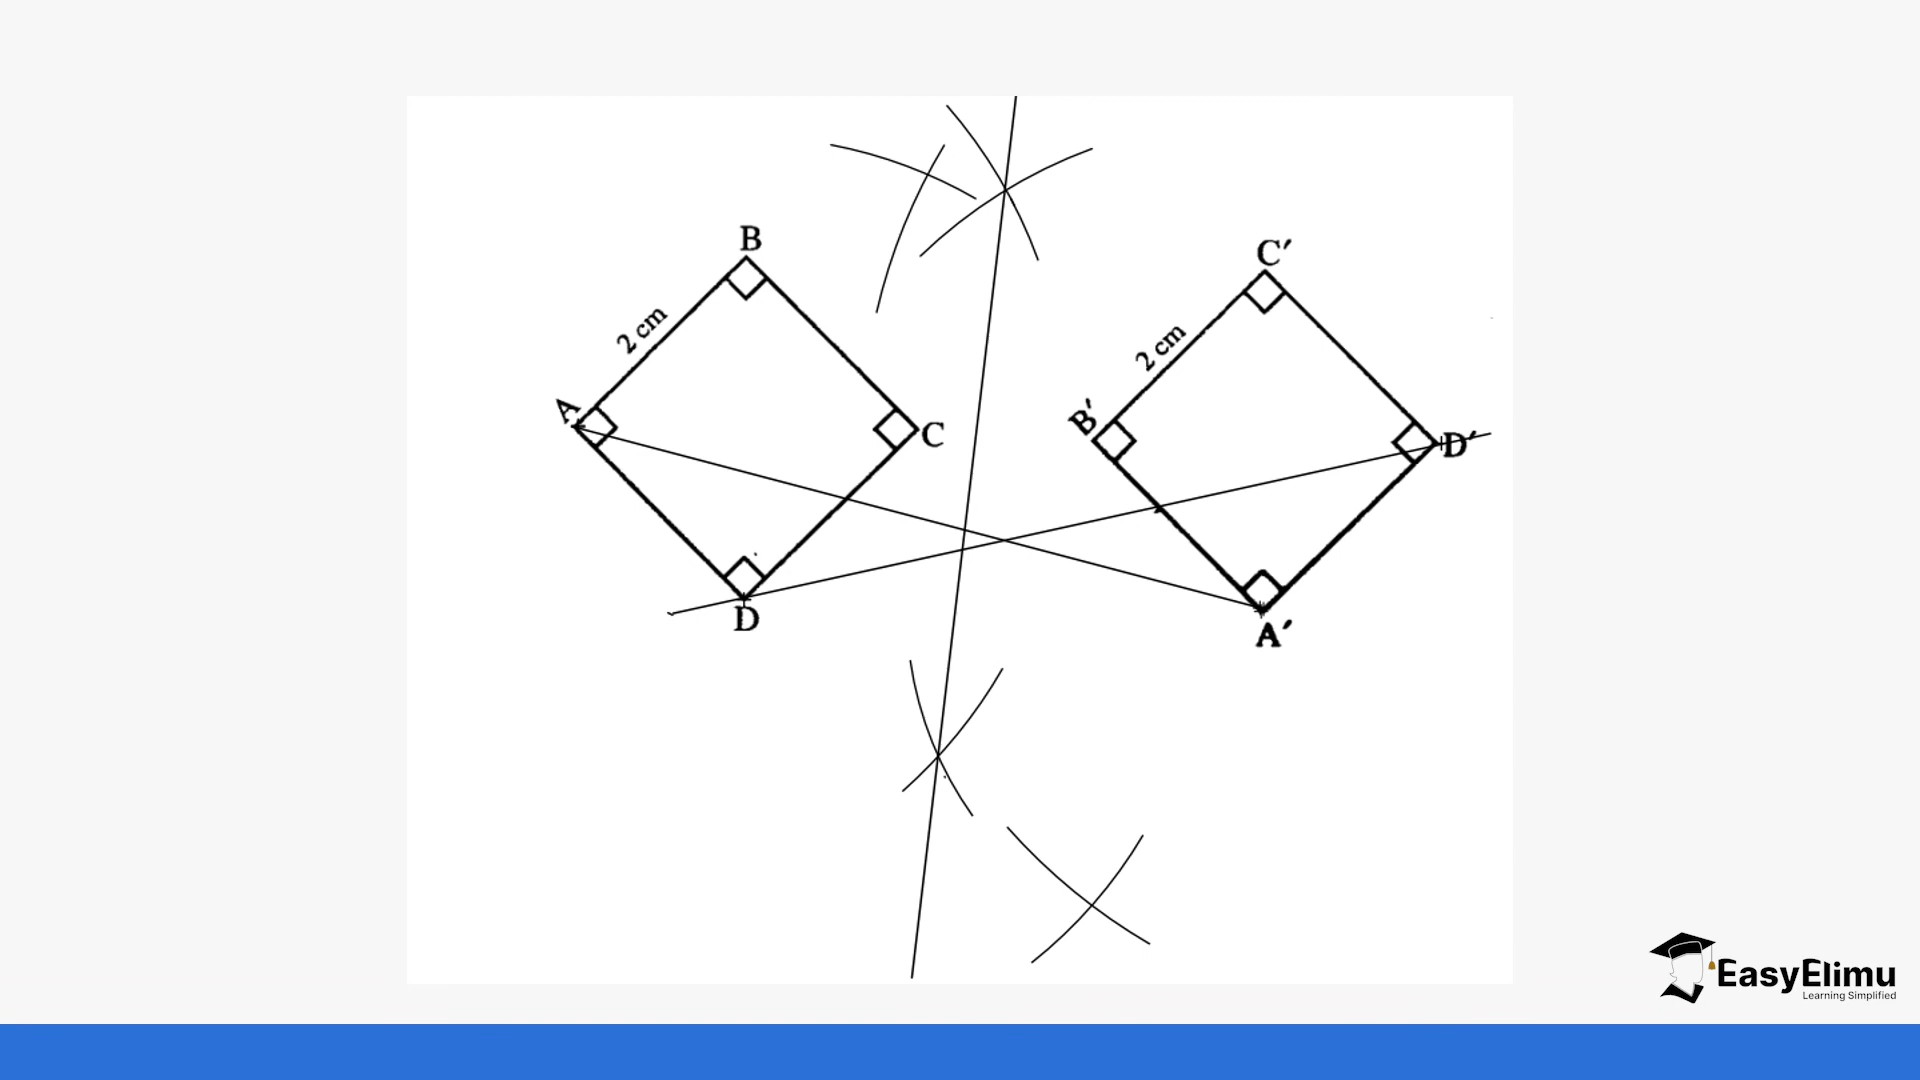 B
C′
2 cm
2 cm
A
B′
C
D′
D
A′
EasyElimu
Learning Simplified